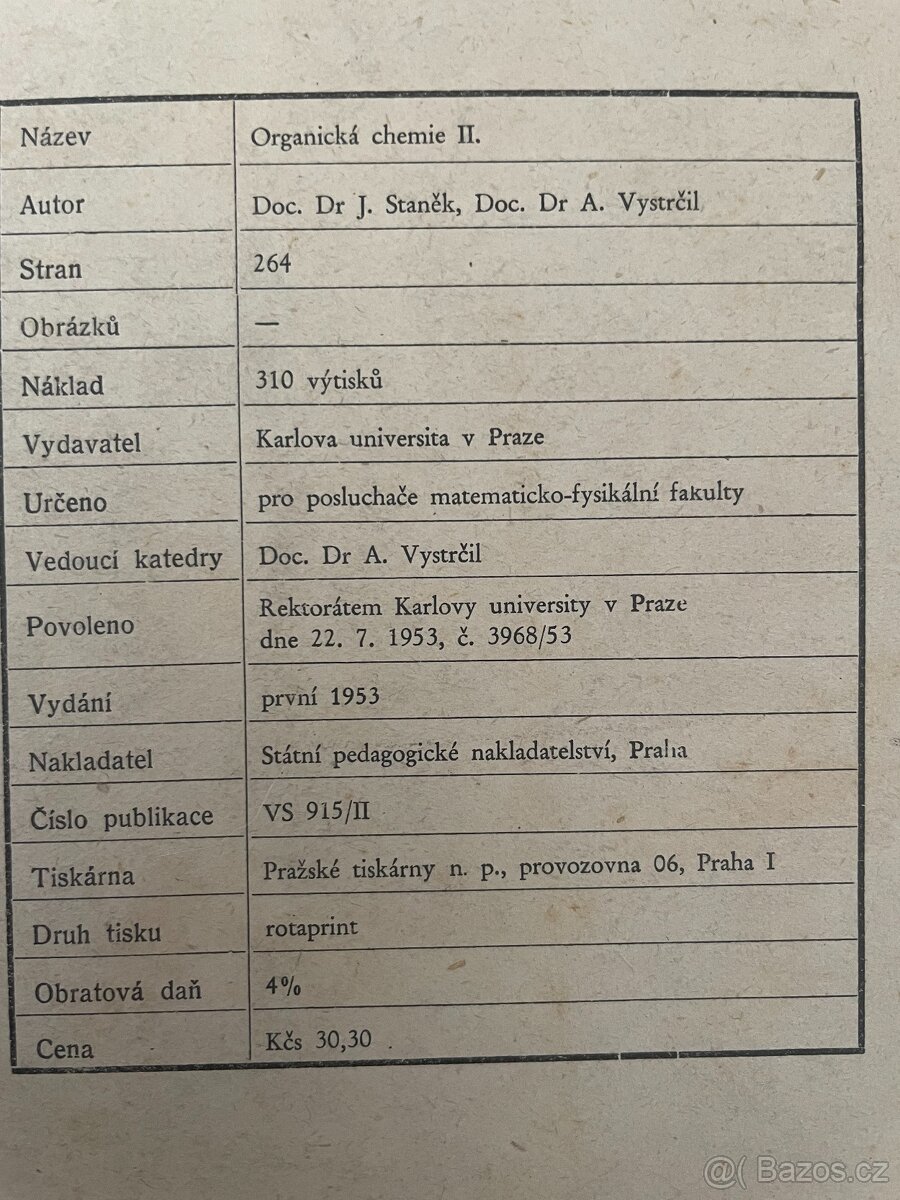 Název Organická chemie II.
Autor Doc. Dr J. Staněk, Doc. Dr A. Vystrčil
Stran 264
Obrázků —
Náklad 310 výtisků
Vydavatel Karlova universita v Praze
Určeno pro posluchače matematicko-fysikální fakulty
Vedoucí katedry Doc. Dr A. Vystrčil
Povoleno Rektorátem Karlovy university v Praze
dne 22. 7. 1953, č. 3968/53
Vydání první 1953
Nakladatel Státní pedagogické nakladatelství, Praha
Číslo publikace VS 915/II
Tiskárna Pražské tiskárny n. p., provozovna 06, Praha I
Druh tisku rotaprint
Obratová daň 4%
Cena Kčs 30,30
@( Bazos.cz